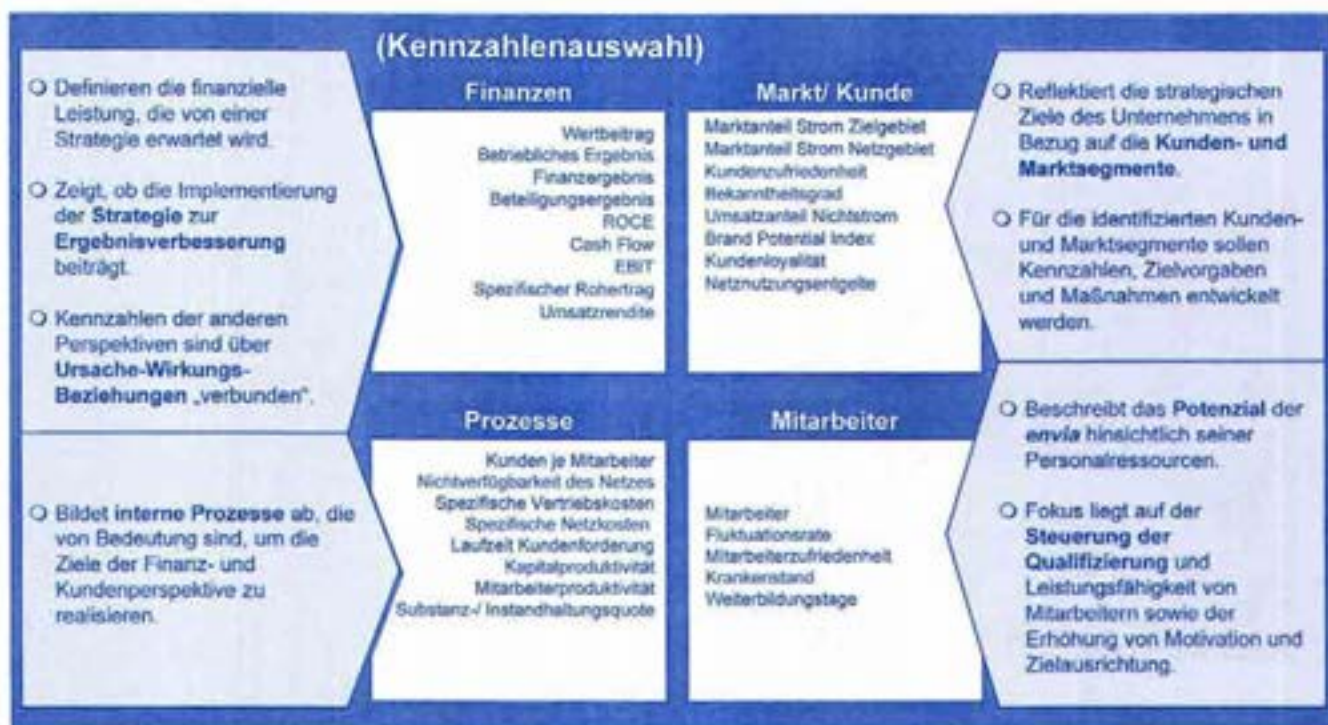 (Kennzahlenauswahl)
Definieren die finanzielle
Leistung, die von einer
Strategie erwartet wird.
Zeigt, ob die Implementierung
der Strategie zur
Ergebnisverbesserung
beiträgt.
Kennzahlen der anderen
Perspektiven sind über
Ursache-Wirkungs-
Beziehungen „verbunden“.
Finanzen
Wertbeitrag
Betriebliches Ergebnis
Finanzergebnis
Beteiligungsergebnis
ROCE
Cash Flow
EBIT
Spezifischer Rohertrag
Umsatzrendite
Markt/ Kunde
Marktanteil Strom Zielgebiet
Marktanteil Strom Netzgebiet
Kundenzufriedenheit
Bekanntheitsgrad
Umsatzanteil Nichtstrom
Brand Potential Index
Kundenloyalität
Netznutzungsentgelte
Reflektiert die strategischen
Ziele des Unternehmens in
Bezug auf die Kunden- und
Marktsegmente.
Für die identifizierten Kunden-
und Marktsegmente sollen
Kennzahlen, Zielvorgaben
und Maßnahmen entwickelt
werden.
Bildet interne Prozesse ab, die
von Bedeutung sind, um die
Ziele der Finanz- und
Kundenperspektive zu
realisieren.
Prozesse
Kunden je Mitarbeiter
Nichtverfügbarkeit des Netzes
Spezifische Vertriebskosten
Spezifische Netzkosten
Laufzeit Kundenforderung
Kapitalproduktivität
Mitarbeiterproduktivität
Substanz-/ Instandhaltungsquote
Mitarbeiter
Mitarbeiter
Fluktuationsrate
Mitarbeiterzufriedenheit
Krankenstand
Weiterbildungstage
Beschreibt das Potenzial der
envia hinsichtlich seiner
Personalressourcen.
Fokus liegt auf der
Steuerung der
Qualifizierung und
Leistungsfähigkeit von
Mitarbeitern sowie der
Erhöhung von Motivation und
Zielausrichtung.